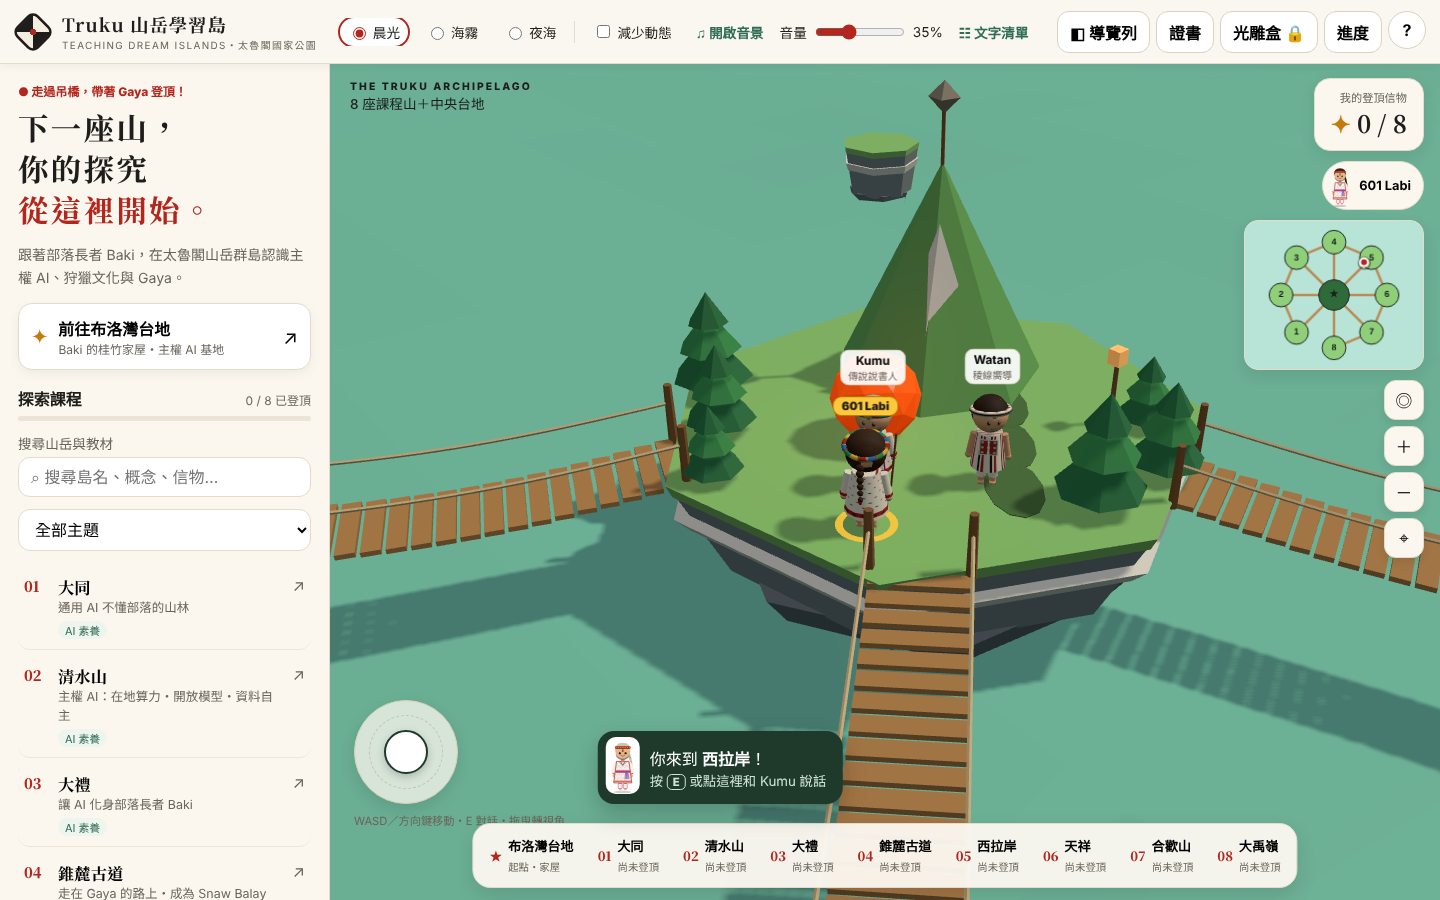 Truku 山岳學習島
TEACHING DREAM ISLANDS・太魯閣國家公園
晨光
海霧
夜海
減少動態
♫ 開啟音景
音量
35%
☷ 文字清單
◧ 導覽列
證書
光雕盒 🔒
進度
?
走過吊橋，帶著 Gaya 登頂！
下一座山，
你的探究
從這裡開始。
跟著部落長者 Baki，在太魯閣山岳群島認識主
權 AI、狩獵文化與 Gaya。
✦ 前往布洛灣台地
Baki 的桂竹家屋・主權 AI 基地
探索課程
0 / 8 已登頂
搜尋山岳與教材
⌕ 搜尋島名、概念、信物...
全部主題
01 大同
通用 AI 不懂部落的山林
AI 素養
02 清水山
主權 AI：在地算力・開放模型・資料自
主
AI 素養
03 大禮
讓 AI 化身部落長者 Baki
AI 素養
04 錐麓古道
走在 Gaya 的路上・成為 Snaw Balay
THE TRUKU ARCHIPELAGO
8 座課程山＋中央台地
我的登頂信物
✦ 0 / 8
601 Labi
4
3
5
2
★
6
1
7
8
Kumu
傳說說書人
601 Labi
Watan
稜線嚮導
你來到 西拉岸！
按 E 或點這裡和 Kumu 說話
WASD／方向鍵移動・E 對話・拖曳轉視角
★ 布洛灣台地
起點・家屋
01 大同
尚未登頂
02 清水山
尚未登頂
03 大禮
尚未登頂
04 錐麓古道
尚未登頂
05 西拉岸
尚未登頂
06 天祥
尚未登頂
07 合歡山
尚未登頂
08 大禹嶺
尚未登頂